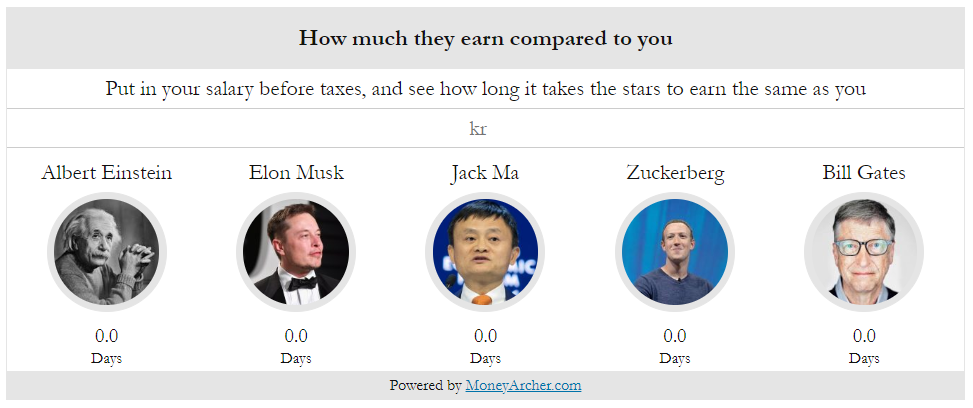 How much they earn compared to you
Put in your salary before taxes, and see how long it takes the stars to earn the same as you
kr
Albert Einstein
Elon Musk
Jack Ma
Zuckerberg
Bill Gates
0.0
Days
0.0
Days
0.0
Days
0.0
Days
0.0
Days
Powered by MoneyArcher.com